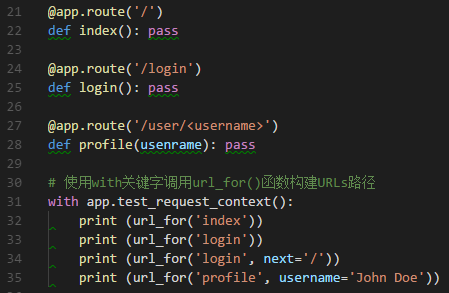 21 @app.route('/')
22 def index(): pass
23
24 @app.route('/login')
25 def login(): pass
26
27 @app.route('/user/<username>')
28 def profile(usenrame): pass
29
30 # 使用with关键字调用url_for()函数构建URLs路径
31 with app.test_request_context():
32     print (url_for('index'))
33     print (url_for('login'))
34     print (url_for('login', next='/'))
35     print (url_for('profile', username='John Doe'))